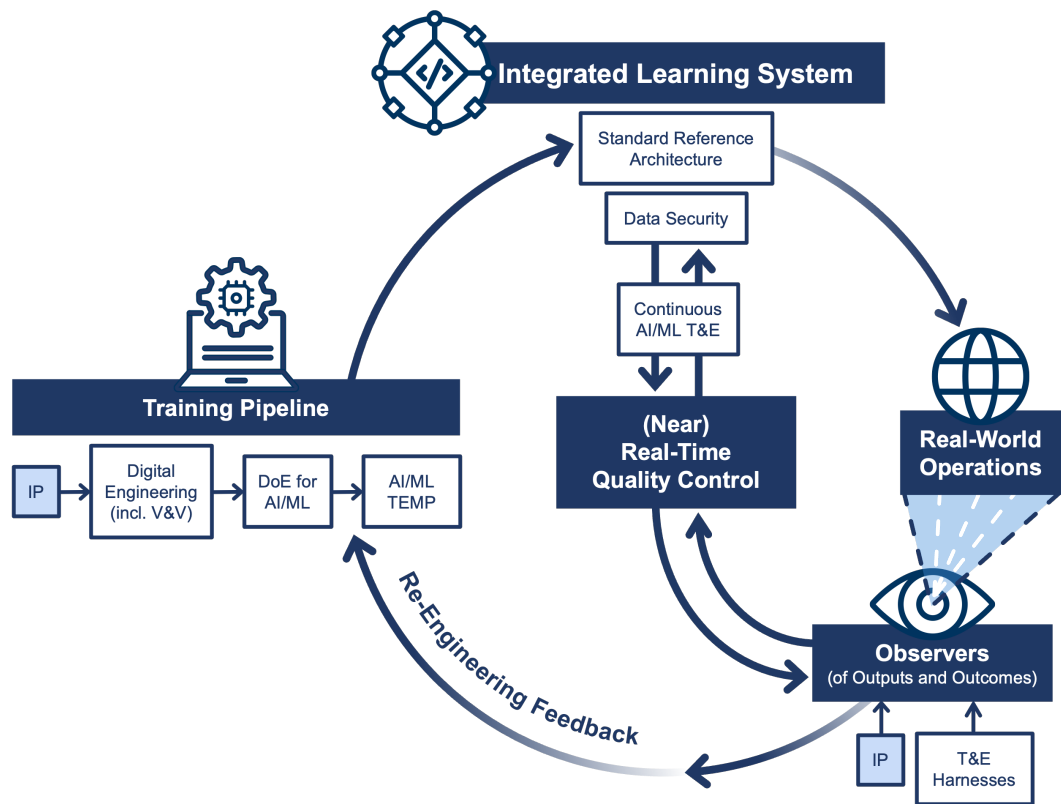 Integrated Learning System
Standard Reference
Architecture
Data Security
Continuous
AI/ML T&E
Training Pipeline
IP
Digital
Engineering
(incl. V&V)
DoE for
AI/ML
AI/ML
TEMP
(Near)
Real-Time
Quality Control
Real-World
Operations
Re-Engineering Feedback
Observers
(of Outputs and Outcomes)
IP
T&E
Harnesses